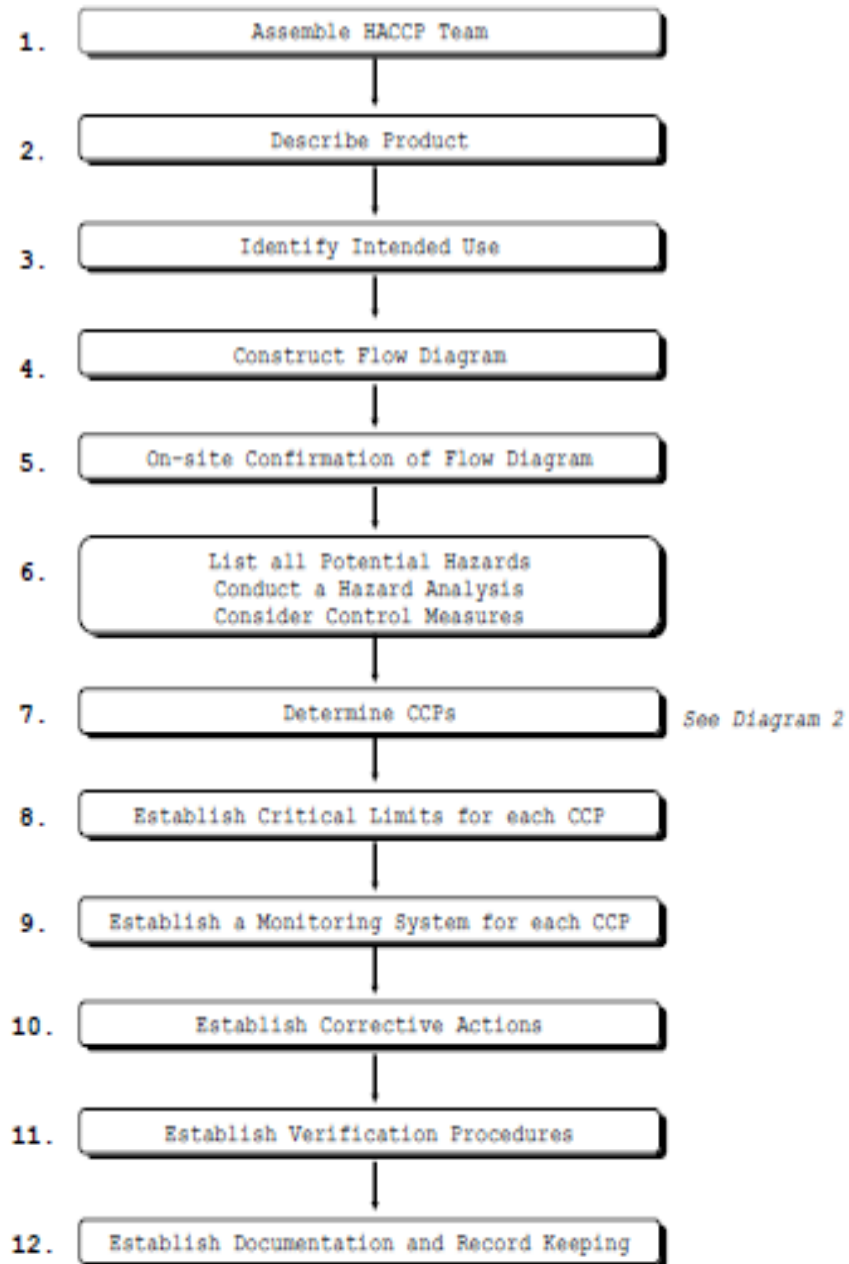 1. Assemble HACCP Team
2. Describe Product
3. Identify Intended Use
4. Construct Flow Diagram
5. On-site Confirmation of Flow Diagram
6. List all Potential Hazards
Conduct a Hazard Analysis
Consider Control Measures
7. Determine CCPs See Diagram 2
8. Establish Critical Limits for each CCP
9. Establish a Monitoring System for each CCP
10. Establish Corrective Actions
11. Establish Verification Procedures
12. Establish Documentation and Record Keeping